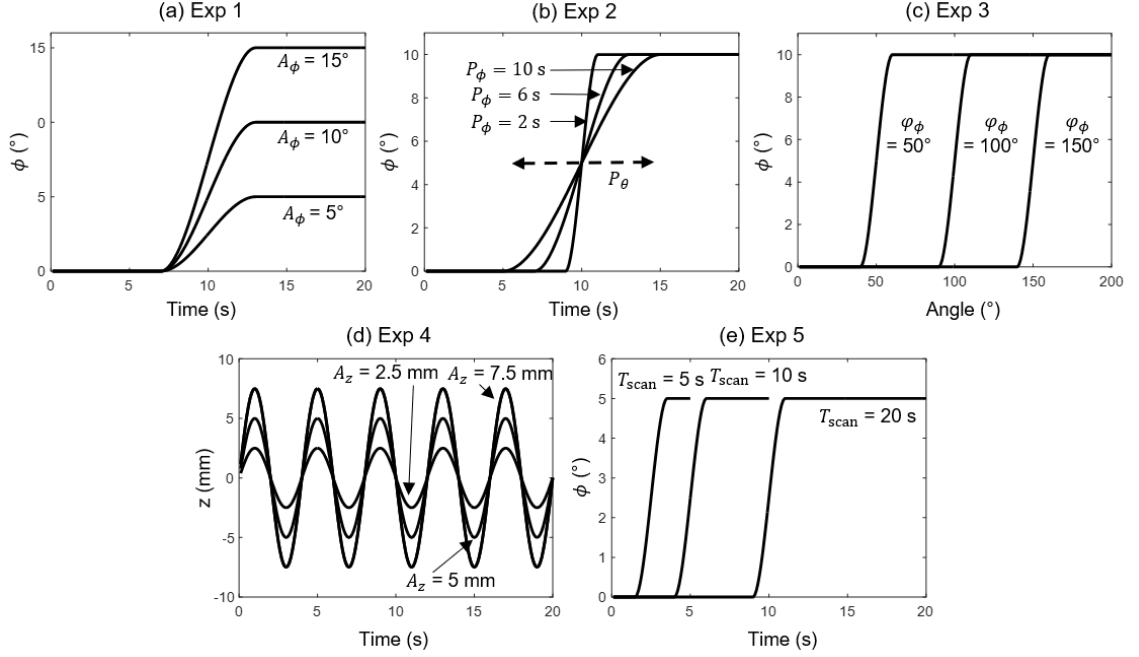 (a) Exp 1
15
0
5
0
ϕ (°)
A_ϕ = 15°
A_ϕ = 10°
A_ϕ = 5°
0 5 10 15 20
Time (s)
(b) Exp 2
10
8
6
4
2
0
ϕ (°)
P_ϕ = 10 s
P_ϕ = 6 s
P_ϕ = 2 s
P_θ
0 5 10 15 20
Time (s)
(c) Exp 3
10
8
6
4
2
0
ϕ (°)
φ_ϕ
= 50°
φ_ϕ
= 100°
φ_ϕ
= 150°
0 50 100 150 200
Angle (°)
(d) Exp 4
10
5
0
-5
-10
z (mm)
A_z = 2.5 mm
A_z = 7.5 mm
A_z = 5 mm
0 5 10 15 20
Time (s)
(e) Exp 5
6
5
4
3
2
1
0
ϕ (°)
T_scan = 5 s
T_scan = 10 s
T_scan = 20 s
0 5 10 15 20
Time (s)